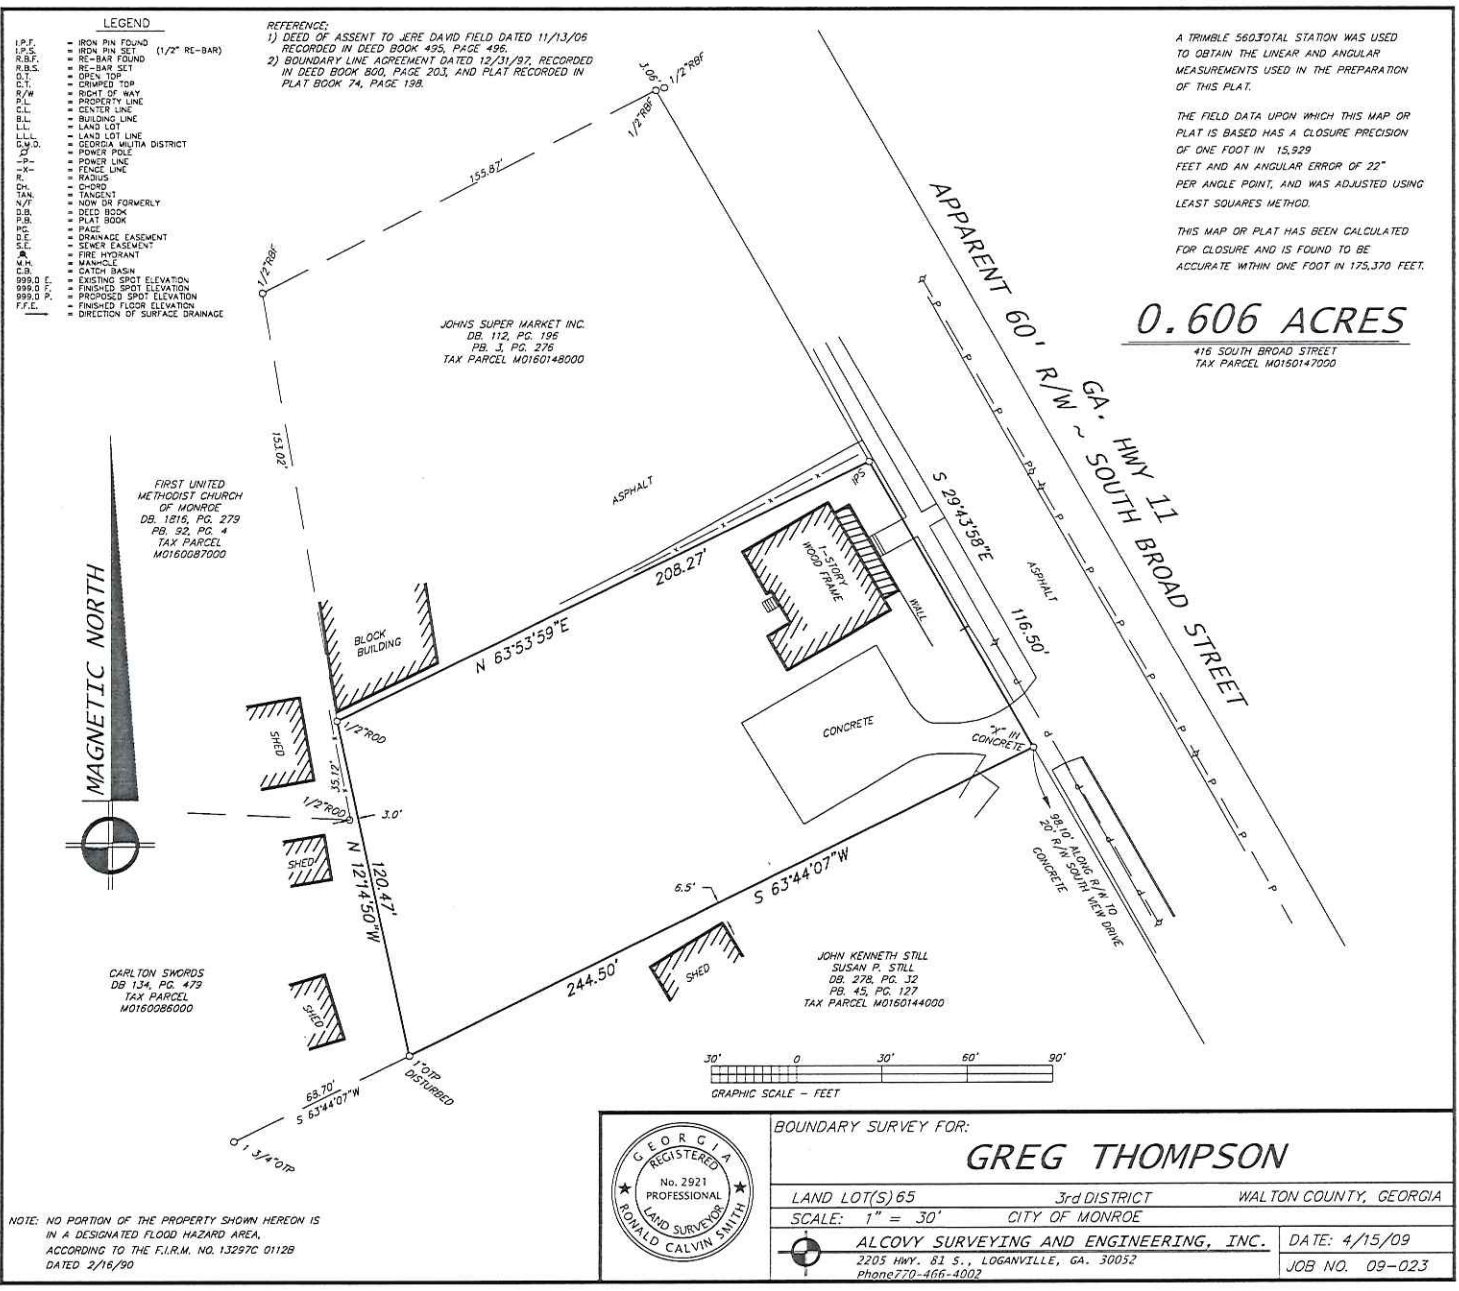 LEGEND
I.P.F. = IRON PIN FOUND
I.P.S. = IRON PIN SET (1/2" RE-BAR)
R.B.F. = RE-BAR FOUND
R.B.S. = RE-BAR SET
O.T. = OPEN TOP
C.T. = CRIMPED TOP
R/W = RIGHT OF WAY
P.L. = PROPERTY LINE
C.L. = CENTER LINE
B.L. = BUILDING LINE
L.L. = LAND LOT
L.L.L. = LAND LOT LINE
G.M.D. = GEORGIA MILITIA DISTRICT
= POWER POLE
-P- = POWER LINE
-X- = FENCE LINE
R. = RADIUS
CH. = CHORD
TAN. = TANGENT
N/F = NOW OR FORMERLY
D.B. = DEED BOOK
P.B. = PLAT BOOK
PG. = PAGE
D.E. = DRAINAGE EASEMENT
S.E. = SEWER EASEMENT
= FIRE HYDRANT
M.H. = MANHOLE
C.B. = CATCH BASIN
999.0 E. = EXISTING SPOT ELEVATION
999.0 F. = FINISHED SPOT ELEVATION
999.0 P. = PROPOSED SPOT ELEVATION
F.F.E. = FINISHED FLOOR ELEVATION
= DIRECTION OF SURFACE DRAINAGE
REFERENCE;
1) DEED OF ASSENT TO JERE DAVID FIELD DATED 11/13/06
RECORDED IN DEED BOOK 495, PAGE 496.
2) BOUNDARY LINE AGREEMENT DATED 12/31/97, RECORDED
IN DEED BOOK 800, PAGE 203, AND PLAT RECORDED IN
PLAT BOOK 74, PAGE 198.
A TRIMBLE 5603TOTAL STATION WAS USED
TO OBTAIN THE LINEAR AND ANGULAR
MEASUREMENTS USED IN THE PREPARATION
OF THIS PLAT.
THE FIELD DATA UPON WHICH THIS MAP OR
PLAT IS BASED HAS A CLOSURE PRECISION
OF ONE FOOT IN 15,929
FEET AND AN ANGULAR ERROR OF 22"
PER ANGLE POINT, AND WAS ADJUSTED USING
LEAST SQUARES METHOD.
THIS MAP OR PLAT HAS BEEN CALCULATED
FOR CLOSURE AND IS FOUND TO BE
ACCURATE WITHIN ONE FOOT IN 175,370 FEET.
0.606 ACRES
416 SOUTH BROAD STREET
TAX PARCEL M0160147000
3.06'
1/2"RBF
1/2"RBF
155.87'
1/2"RBF
APPARENT 60' R/W ~ SOUTH BROAD STREET
GA. HWY 11
JOHNS SUPER MARKET INC.
DB. 112, PG. 196
PB. 3, PG. 276
TAX PARCEL M0160148000
153.02'
FIRST UNITED
METHODIST CHURCH
OF MONROE
DB. 1816, PG. 279
PB. 92, PG. 4
TAX PARCEL
M0160087000
MAGNETIC NORTH
ASPHALT
IPS
S 29°43'58"E
116.50'
ASPHALT
208.27'
N 63°53'59"E
1-STORY
WOOD FRAME
WALL
BLOCK
BUILDING
SHED
1/2"ROD
35.12'
1/2"ROD
3.0'
CONCRETE
"X" IN
CONCRETE
98.10' ALONG R/W TO
20' R/W SOUTH VIEW DRIVE
CONCRETE
SHED
120.47'
N 12°14'50"W
6.5'
S 63°44'07"W
244.50'
SHED
SHED
CARLTON SWORDS
DB 134, PG. 479
TAX PARCEL
M0160086000
JOHN KENNETH STILL
SUSAN P. STILL
DB. 278, PG. 32
PB. 45, PG. 127
TAX PARCEL M0160144000
1"OTP
DISTURBED
68.70'
S 63°44'07"W
1 3/4"OTP
30' 0 30' 60' 90'
GRAPHIC SCALE - FEET
NOTE: NO PORTION OF THE PROPERTY SHOWN HEREON IS
IN A DESIGNATED FLOOD HAZARD AREA,
ACCORDING TO THE F.I.R.M. NO. 13297C 0112B
DATED 2/16/90
GEORGIA
REGISTERED
No. 2921
PROFESSIONAL
LAND SURVEYOR
RONALD CALVIN SMITH
BOUNDARY SURVEY FOR:
GREG THOMPSON
LAND LOT(S) 65 3rd DISTRICT WALTON COUNTY, GEORGIA
SCALE: 1" = 30' CITY OF MONROE
ALCOVY SURVEYING AND ENGINEERING, INC.
2205 HWY. 81 S., LOGANVILLE, GA. 30052
Phone770-466-4002
DATE: 4/15/09
JOB NO. 09-023